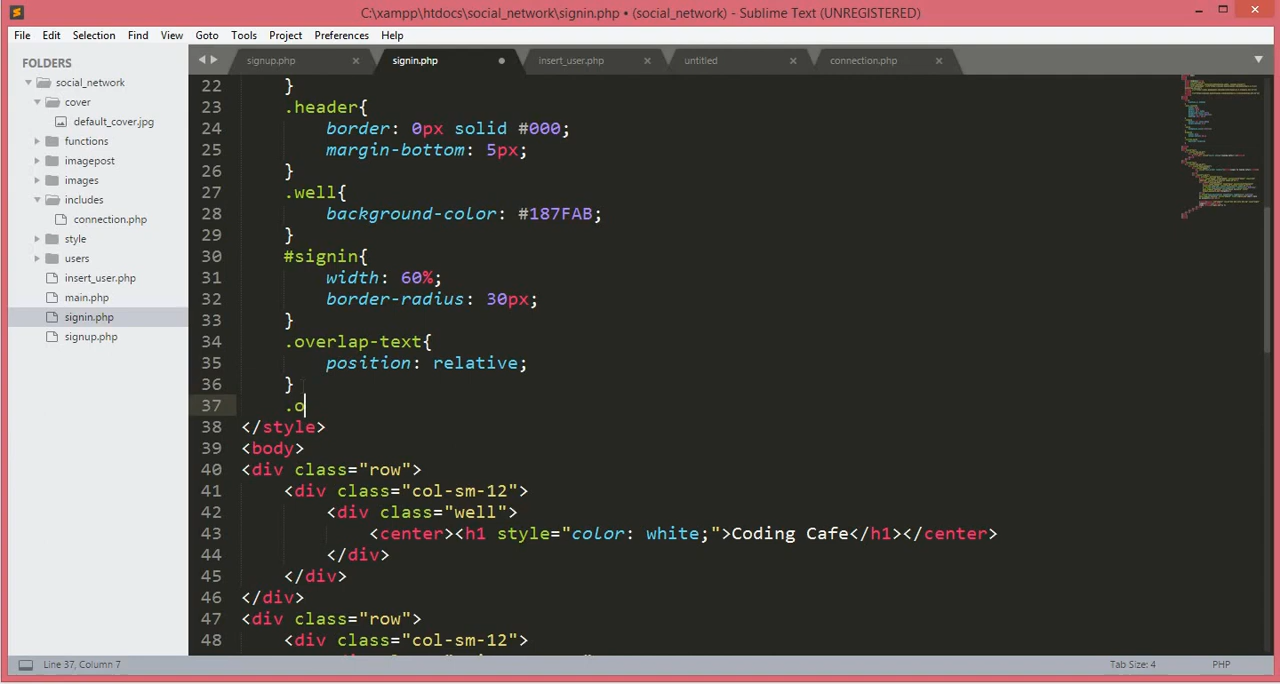 C:\xampp\htdocs\social_network\signin.php • (social_network) - Sublime Text (UNREGISTERED)
File Edit Selection Find View Goto Tools Project Preferences Help
FOLDERS
social_network
cover
default_cover.jpg
functions
imagepost
images
includes
connection.php
style
users
insert_user.php
main.php
signin.php
signup.php
signup.php signin.php insert_user.php untitled connection.php
22 }
23 .header{
24 border: 0px solid #000;
25 margin-bottom: 5px;
26 }
27 .well{
28 background-color: #187FAB;
29 }
30 #signin{
31 width: 60%;
32 border-radius: 30px;
33 }
34 .overlap-text{
35 position: relative;
36 }
37 .o
38 </style>
39 <body>
40 <div class="row">
41 <div class="col-sm-12">
42 <div class="well">
43 <center><h1 style="color: white;">Coding Cafe</h1></center>
44 </div>
45 </div>
46 </div>
47 <div class="row">
48 <div class="col-sm-12">
Line 37, Column 7 Tab Size: 4 PHP